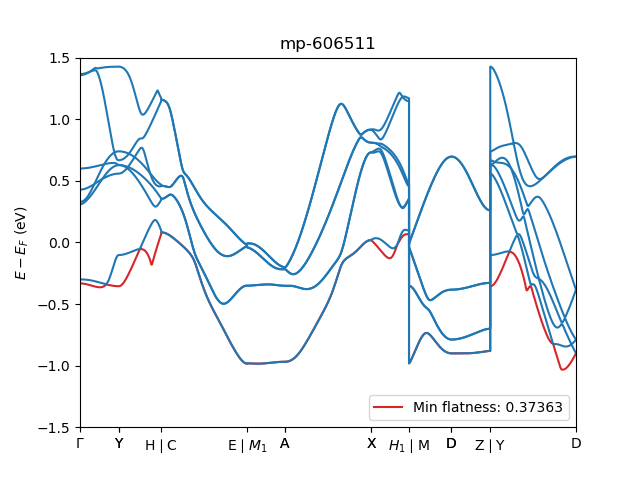 mp-606511
1.5
1.0
0.5
0.0
−0.5
−1.0
−1.5
E − E_F (eV)
Min flatness: 0.37363
Γ Y H | C E | M₁ A X H₁ | M D Z | Y D